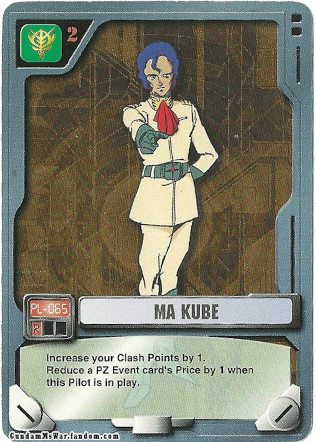 2
PL-065
R
MA KUBE
Increase your Clash Points by 1.
Reduce a PZ Event card's Price by 1 when
this Pilot is in play.
GundamMsWar.fandom.com